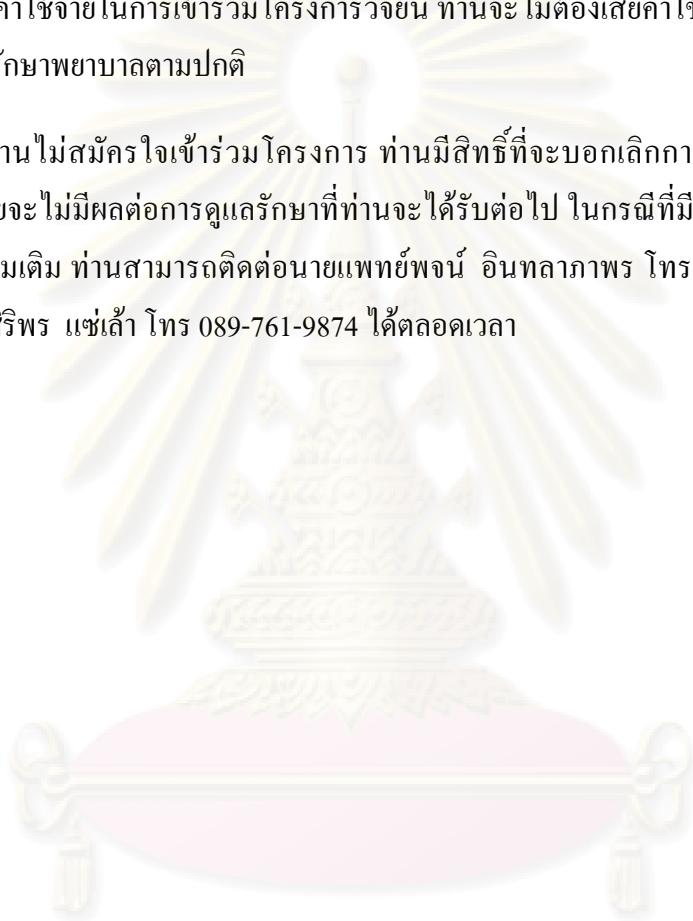 ค่าใช้จ่ายในการเข้าร่วมโครงการวิจัยนี้ ท่านจะไม่ต้องเสียค่าใช้
รักษาพยาบาลตามปกติ
านไม่สมัครใจเข้าร่วมโครงการ ท่านมีสิทธิ์ที่จะบอกเลิกกา
ยจะไม่มีผลต่อการดูแลรักษาที่ท่านจะได้รับต่อไป ในกรณีที่มี
มเติม ท่านสามารถติดต่อนายแพทย์พจน์ อินทลาภาพร โทร
สิริพร แซ่เล้า โทร 089-761-9874 ได้ตลอดเวลา